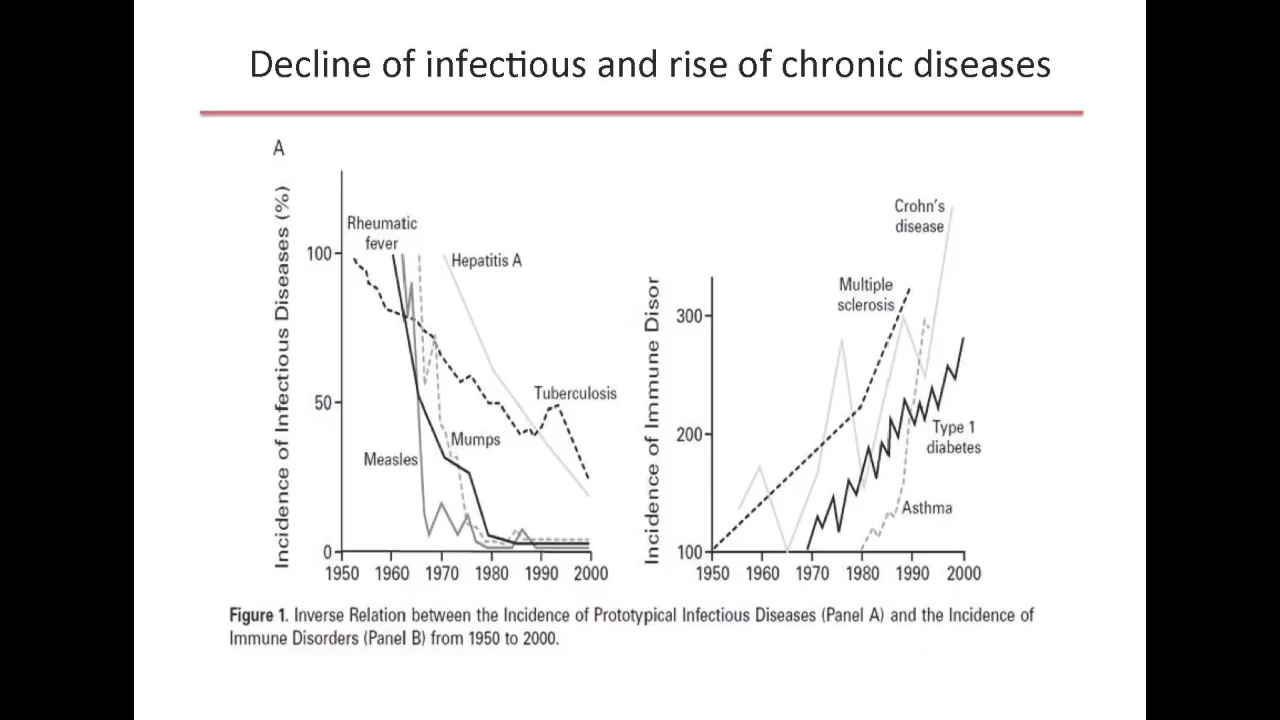 Decline of infectious and rise of chronic diseases
A
Incidence of Infectious Diseases (%)
Rheumatic
fever
Hepatitis A
Tuberculosis
Mumps
Measles
100
50
0
1950 1960 1970 1980 1990 2000
Incidence of Immune Disor
Crohn's
disease
Multiple
sclerosis
Type 1
diabetes
Asthma
300
200
100
1950 1960 1970 1980 1990 2000
Figure 1. Inverse Relation between the Incidence of Prototypical Infectious Diseases (Panel A) and the Incidence of
Immune Disorders (Panel B) from 1950 to 2000.